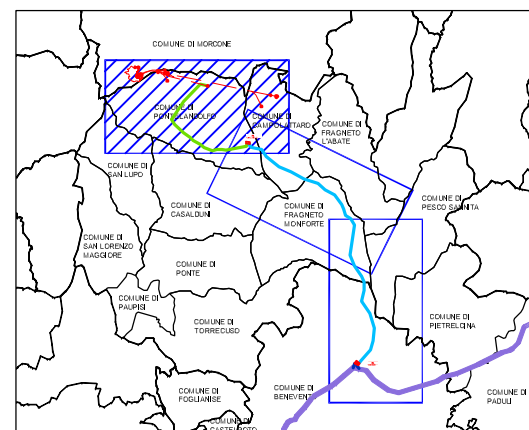 COMUNE DI MORCONE
COMUNE DI
PONTELANDOLFO
COMUNE DI
CAMPOLATTARO
COMUNE DI
FRAGNETO
L'ABATE
COMUNE DI
SAN LUPO
COMUNE DI
CASALDUNI
COMUNE DI
FRAGNETO
MONFORTE
COMUNE DI
PESCO SANNITA
COMUNE DI
SAN LORENZO
MAGGIORE
COMUNE DI
PONTE
COMUNE DI
PAUPISI
COMUNE DI
TORRECUSO
COMUNE DI
PIETRELCINA
COMUNE DI
FOGLIANISE
COMUNE DI
BENEVENTO
COMUNE DI
PADULI
COMUNE DI